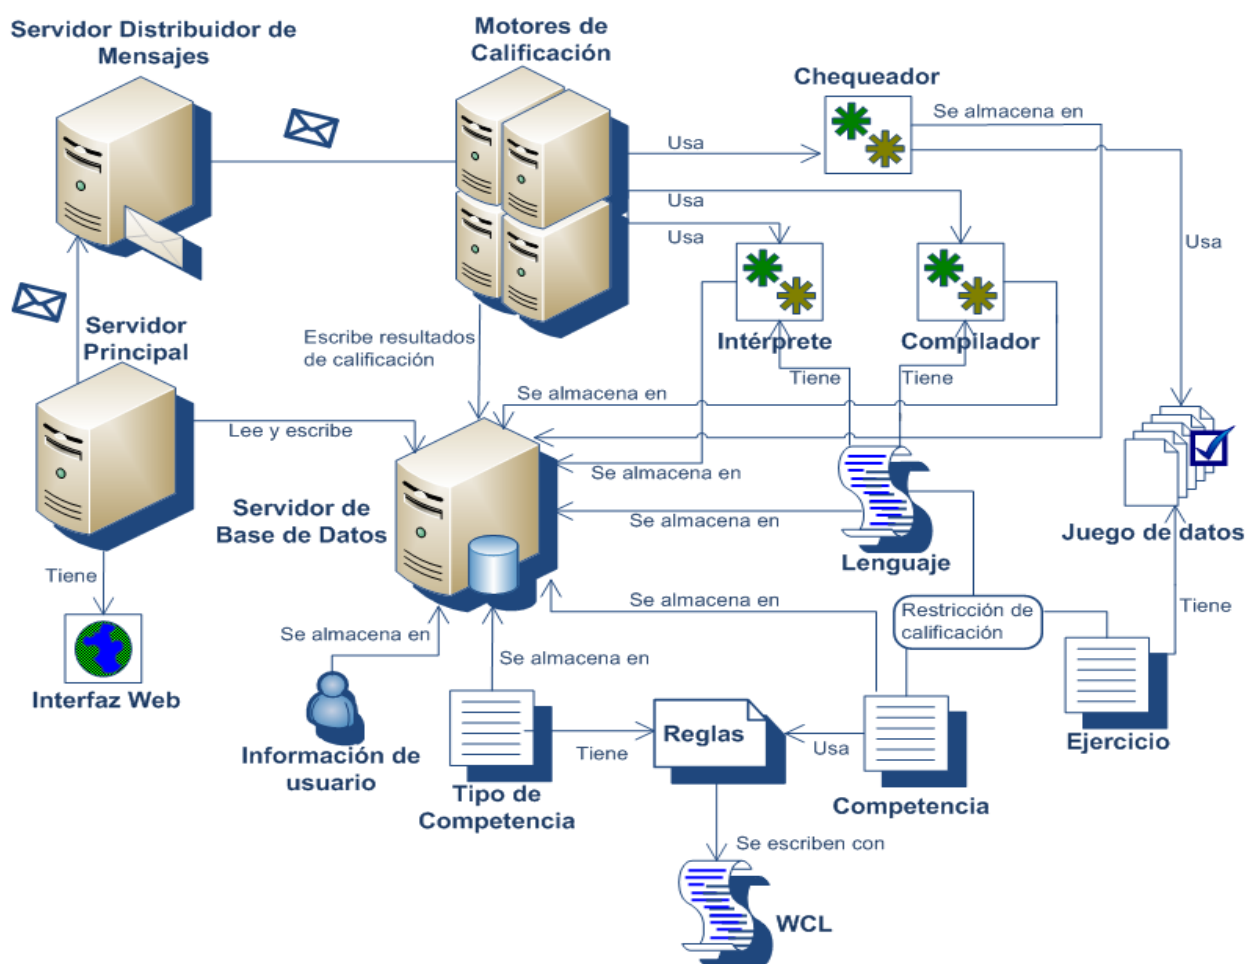 Servidor Distribuidor de
Mensajes
Motores de
Calificación
Chequeador
Se almacena en
Usa
Usa
Usa
Usa
Servidor
Principal
Escribe resultados
de calificación
Intérprete
Compilador
Tiene
Tiene
Se almacena en
Lee y escribe
Se almacena en
Servidor de
Base de Datos
Se almacena en
Juego de datos
Lenguaje
Tiene
Se almacena en
Restricción de
calificación
Tiene
Se almacena en
Se almacena en
Interfaz Web
Reglas
Información de
usuario
Tiene
Usa
Ejercicio
Tipo de
Competencia
Competencia
Se escriben con
WCL